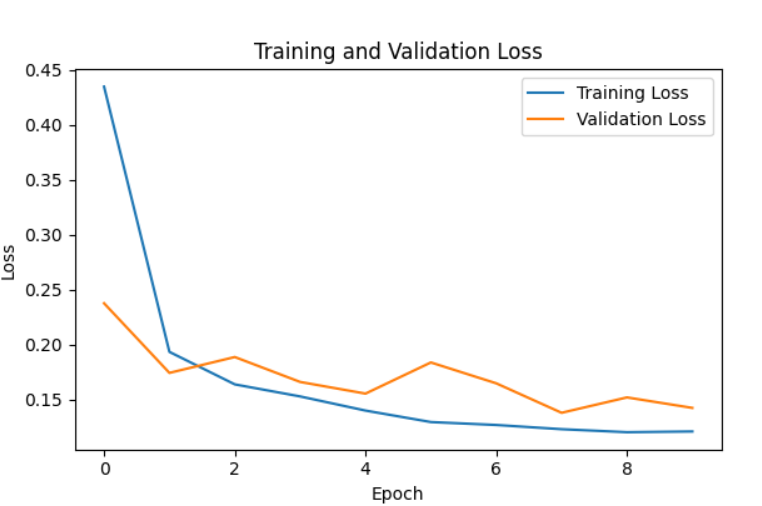 Training and Validation Loss
Training Loss
Validation Loss
Loss
0.45
0.40
0.35
0.30
0.25
0.20
0.15
0 2 4 6 8
Epoch